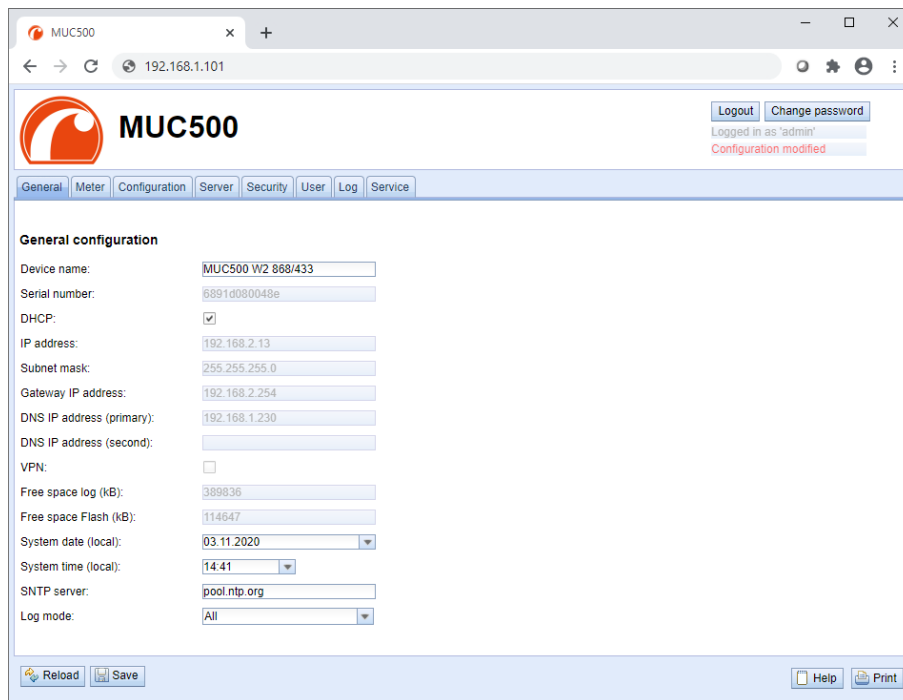 MUC500
192.168.1.101
MUC500
Logout Change password
Logged in as 'admin'
Configuration modified
General Meter Configuration Server Security User Log Service
General configuration
Device name: MUC500 W2 868/433
Serial number: 6891d080048e
DHCP:
IP address: 192.168.2.13
Subnet mask: 255.255.255.0
Gateway IP address: 192.168.2.254
DNS IP address (primary): 192.168.1.230
DNS IP address (second):
VPN:
Free space log (kB): 389836
Free space Flash (kB): 114647
System date (local): 03.11.2020
System time (local): 14:41
SNTP server: pool.ntp.org
Log mode: All
Reload Save Help Print